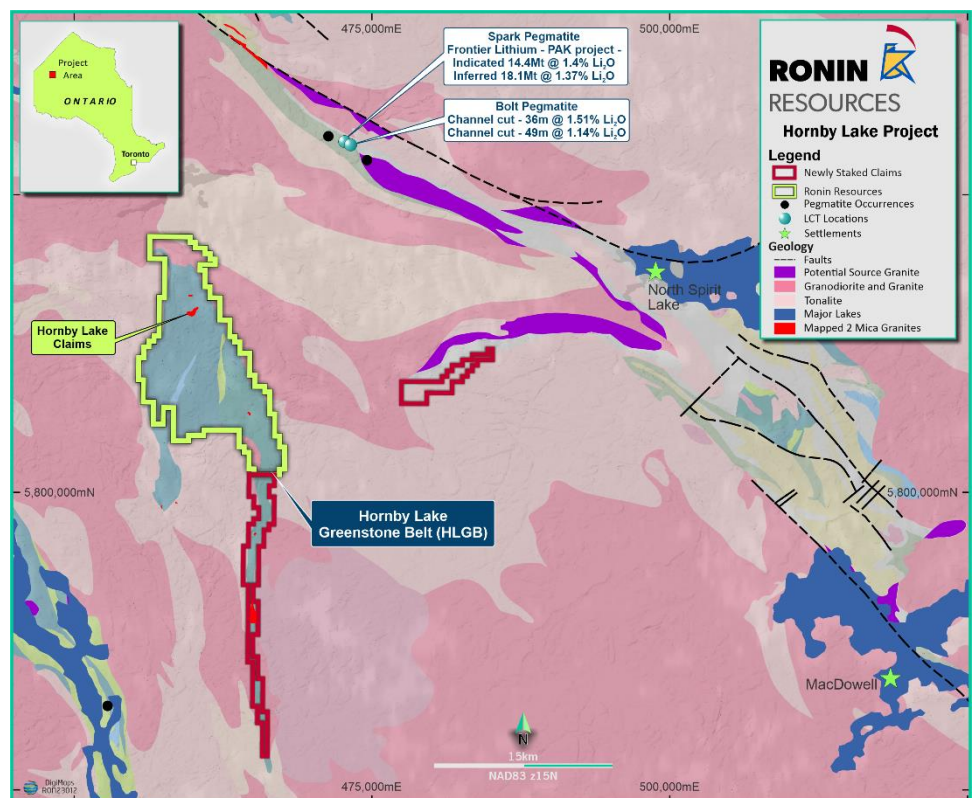 475,000mE
500,000mE
Project
Area
ONTARIO
Toronto
Spark Pegmatite
Frontier Lithium - PAK project -
Indicated 14.4Mt @ 1.4% Li₂O
Inferred 18.1Mt @ 1.37% Li₂O
Bolt Pegmatite
Channel cut - 36m @ 1.51% Li₂O
Channel cut - 49m @ 1.14% Li₂O
RONIN
RESOURCES
Hornby Lake Project
Legend
Newly Staked Claims
Ronin Resources
Pegmatite Occurrences
LCT Locations
Settlements
Geology
Faults
Potential Source Granite
Granodiorite and Granite
Tonalite
Major Lakes
Mapped 2 Mica Granites
North Spirit
Lake
Hornby Lake
Claims
5,800,000mN
5,800,000mN
Hornby Lake
Greenstone Belt (HLGB)
MacDowell
N
15km
NAD83 z15N
DigiMaps
RON23012
475,000mE
500,000mE